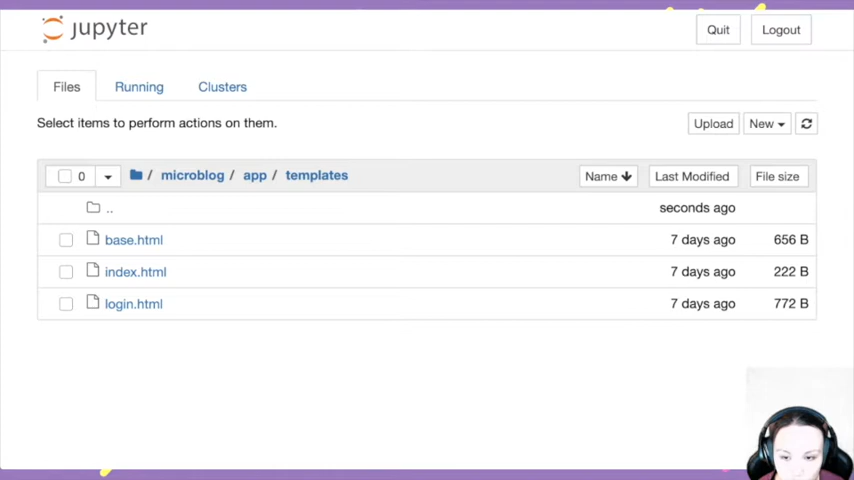 jupyter
Quit
Logout
Files
Running
Clusters
Select items to perform actions on them.
Upload
New
0
/ microblog / app / templates
Name
Last Modified
File size
..
seconds ago
base.html
7 days ago
656 B
index.html
7 days ago
222 B
login.html
7 days ago
772 B